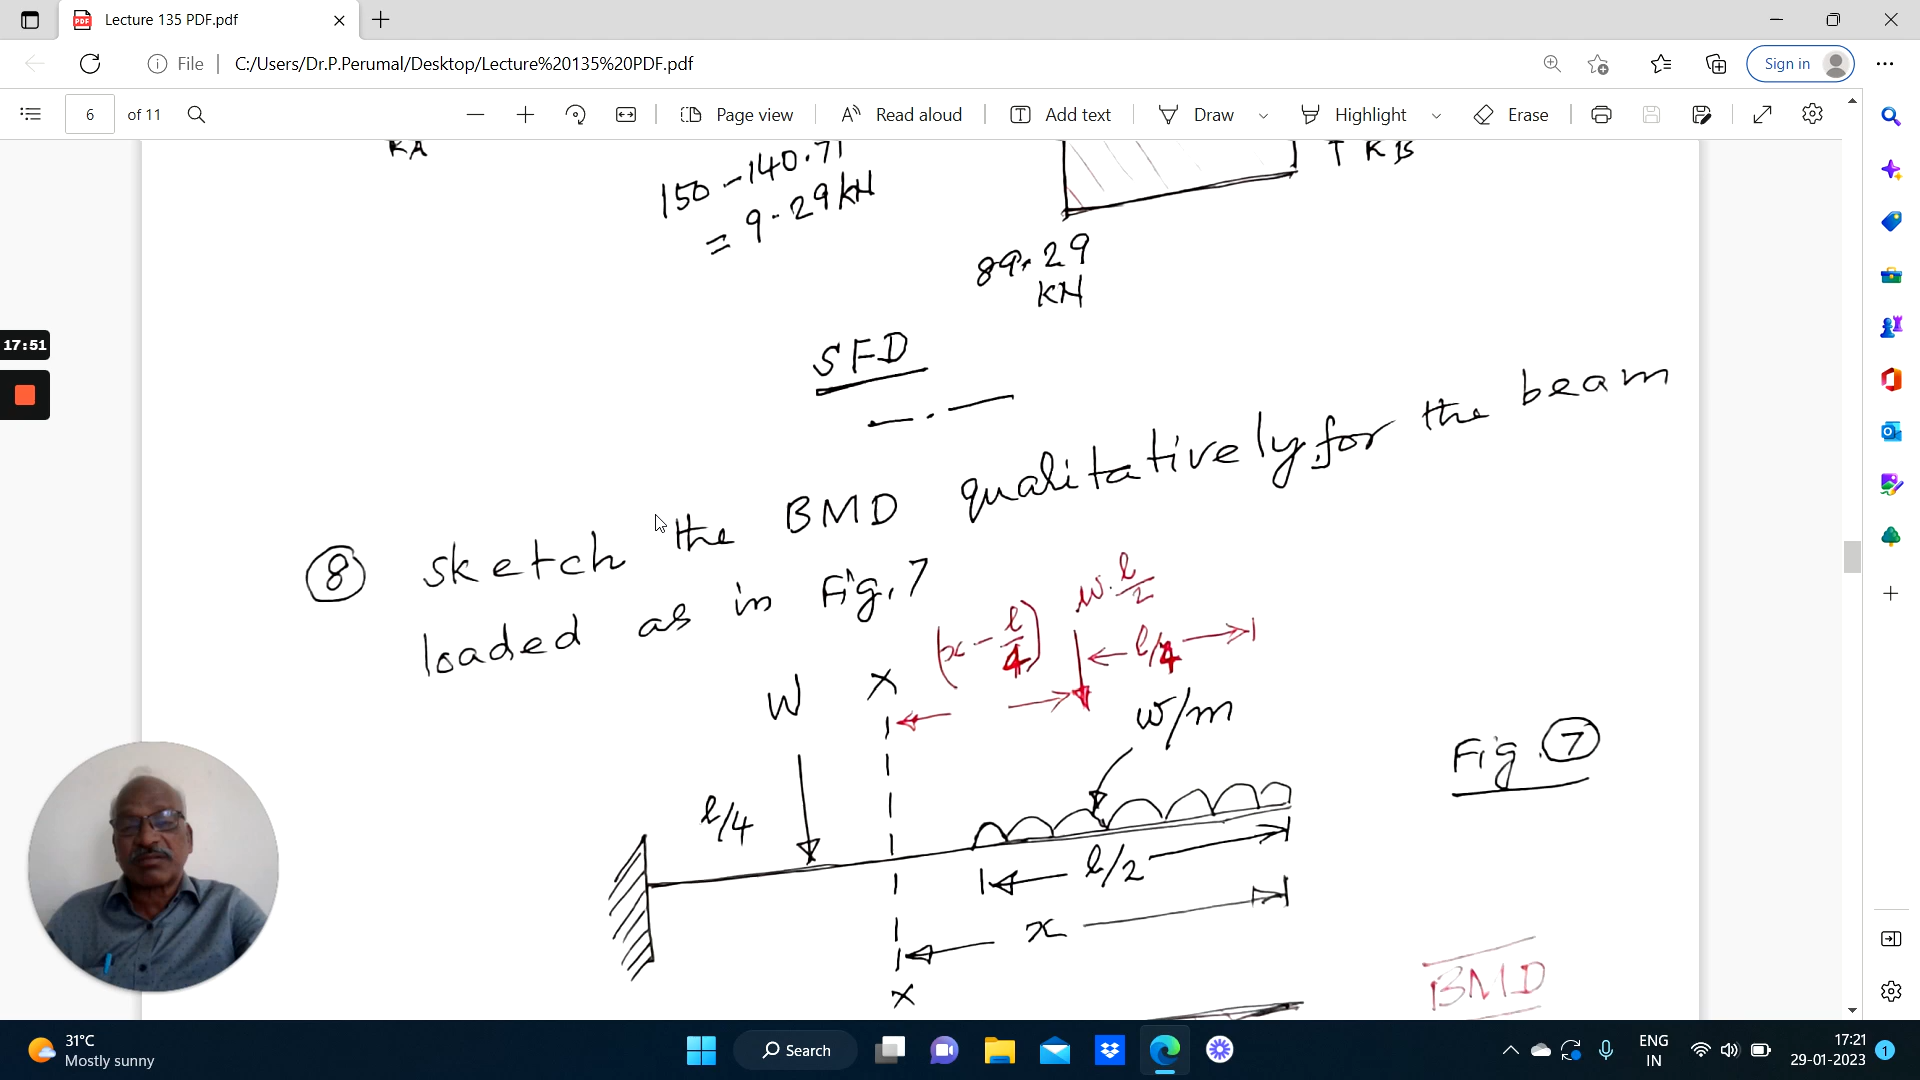 Lecture 135 PDF.pdf
File
C:/Users/Dr.P.Perumal/Desktop/Lecture%20135%20PDF.pdf
Sign in
6 of 11
Page view
Read aloud
Add text
Draw
Highlight
Erase
RA
150 - 140.71
= 9.29 kN
↑ RB
89.29
KN
17:51
SFD
8 sketch the BMD qualitatively for the beam
loaded as in Fig. 7
(x - l/4)
w. l/2
l/4
W
X
w/m
Fig. 7
l/4
l/2
x
X
BMD
31°C
Mostly sunny
Search
ENG
IN
17:21
29-01-2023
1